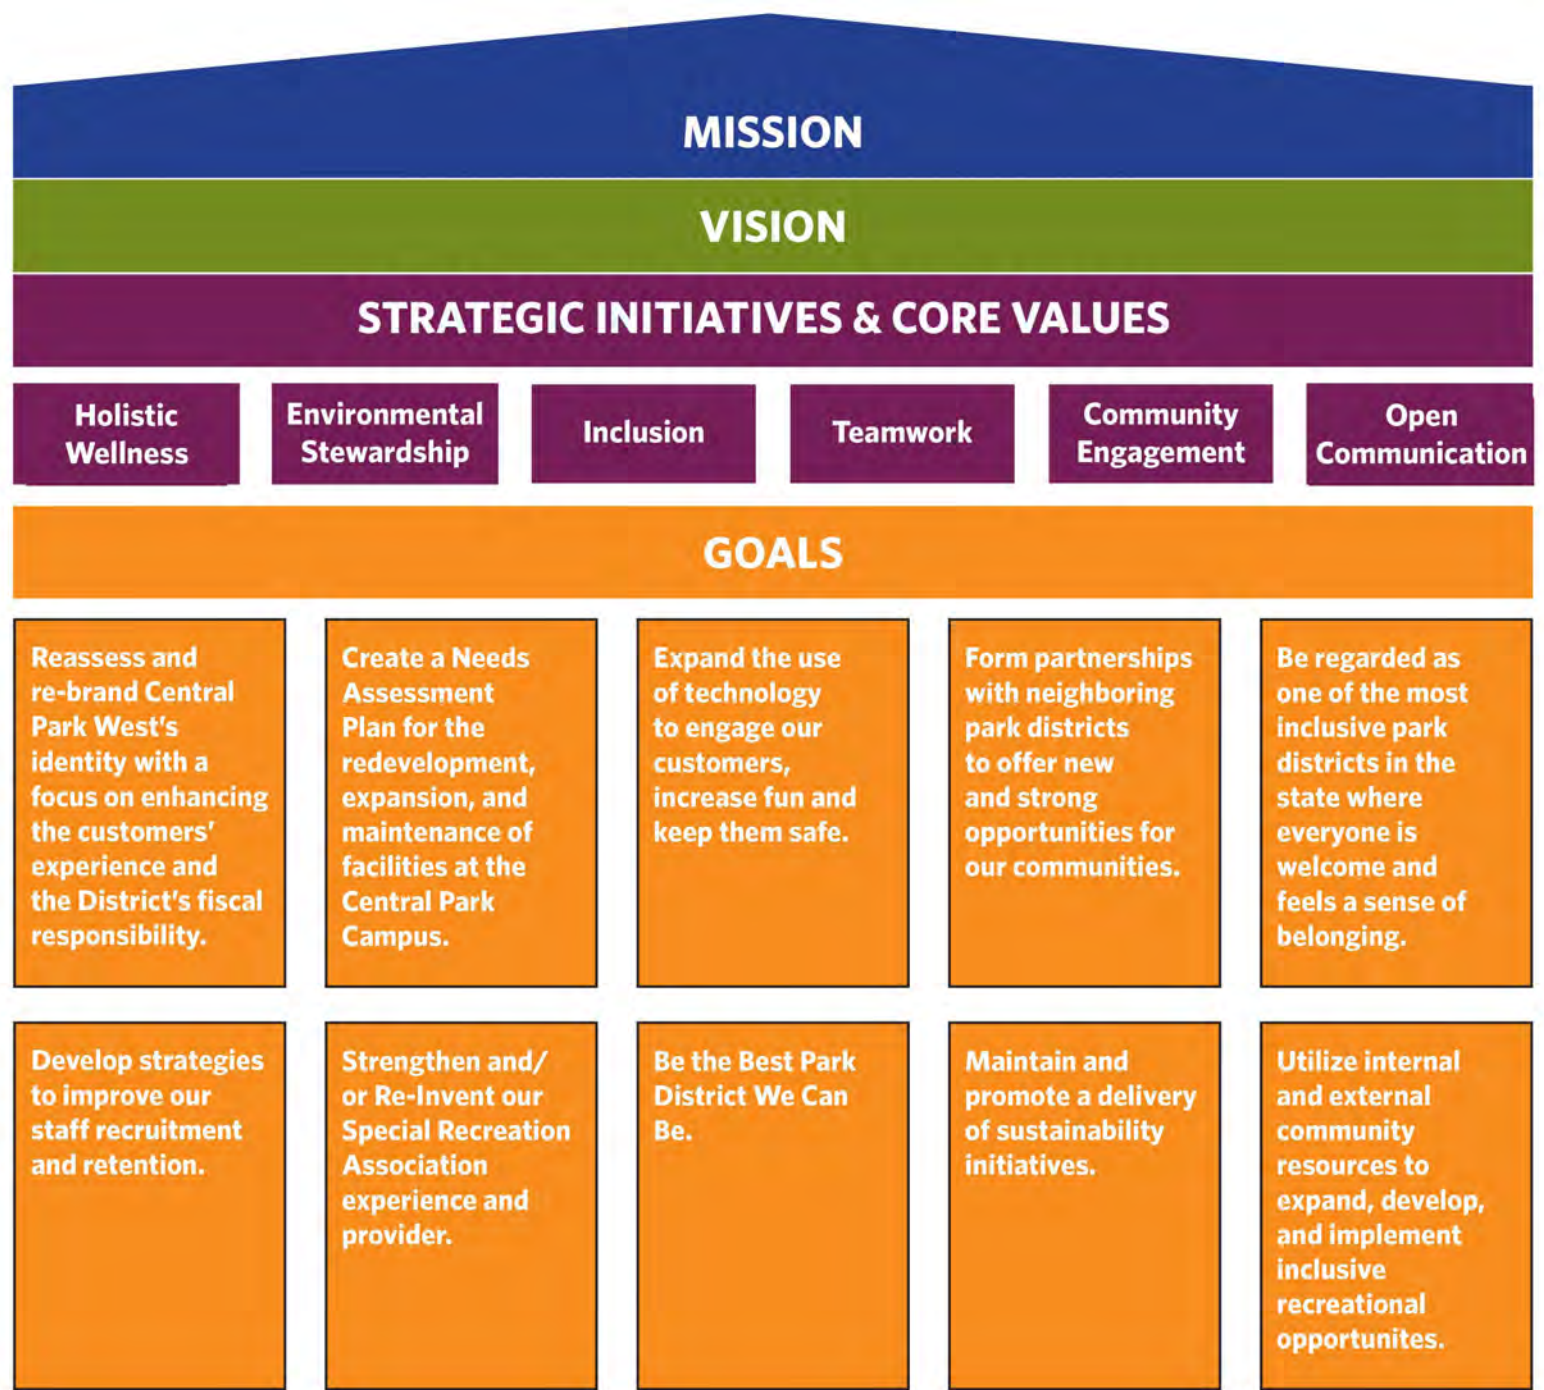 MISSION
VISION
STRATEGIC INITIATIVES & CORE VALUES
Holistic
Wellness
Environmental
Stewardship
Inclusion
Teamwork
Community
Engagement
Open
Communication
GOALS
Reassess and
re-brand Central
Park West's
identity with a
focus on enhancing
the customers'
experience and
the District's fiscal
responsibility.
Create a Needs
Assessment
Plan for the
redevelopment,
expansion, and
maintenance of
facilities at the
Central Park
Campus.
Expand the use
of technology
to engage our
customers,
increase fun and
keep them safe.
Form partnerships
with neighboring
park districts
to offer new
and strong
opportunities for
our communities.
Be regarded as
one of the most
inclusive park
districts in the
state where
everyone is
welcome and
feels a sense of
belonging.
Develop strategies
to improve our
staff recruitment
and retention.
Strengthen and/
or Re-Invent our
Special Recreation
Association
experience and
provider.
Be the Best Park
District We Can
Be.
Maintain and
promote a delivery
of sustainability
initiatives.
Utilize internal
and external
community
resources to
expand, develop,
and implement
inclusive
recreational
opportunites.